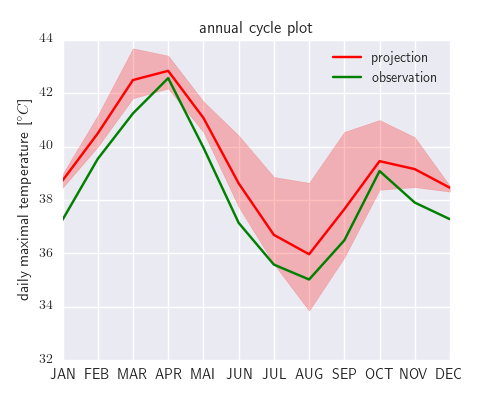 annual cycle plot
projection
observation
daily maximal temperature [°C]
44
42
40
38
36
34
32
JAN FEB MAR APR MAI JUN JUL AUG SEP OCT NOV DEC